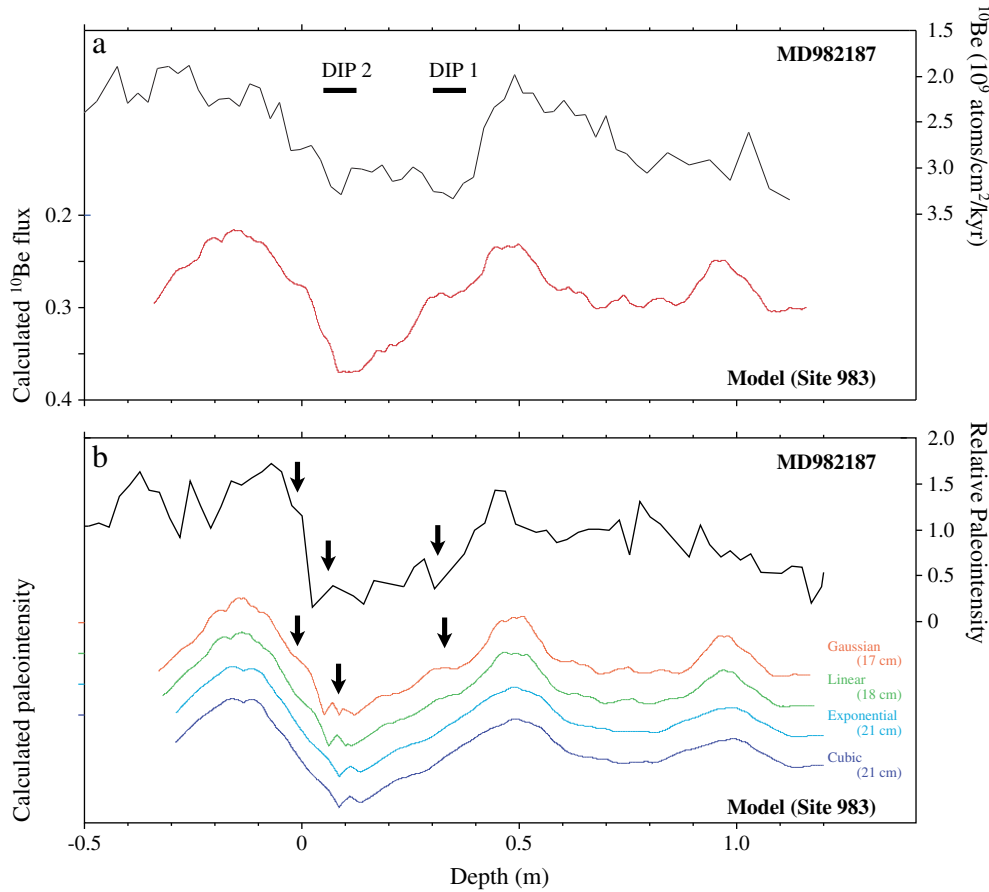 a
MD982187
DIP 2
DIP 1
1.5
2.0
2.5
3.0
3.5
¹⁰Be (10⁹ atoms/cm²/kyr)
0.2
0.3
0.4
Calculated ¹⁰Be flux
Model (Site 983)
b
MD982187
2.0
1.5
1.0
0.5
0
Relative Paleointensity
Calculated paleointensity
Gaussian
(17 cm)
Linear
(18 cm)
Exponential
(21 cm)
Cubic
(21 cm)
Model (Site 983)
-0.5
0
0.5
1.0
Depth (m)